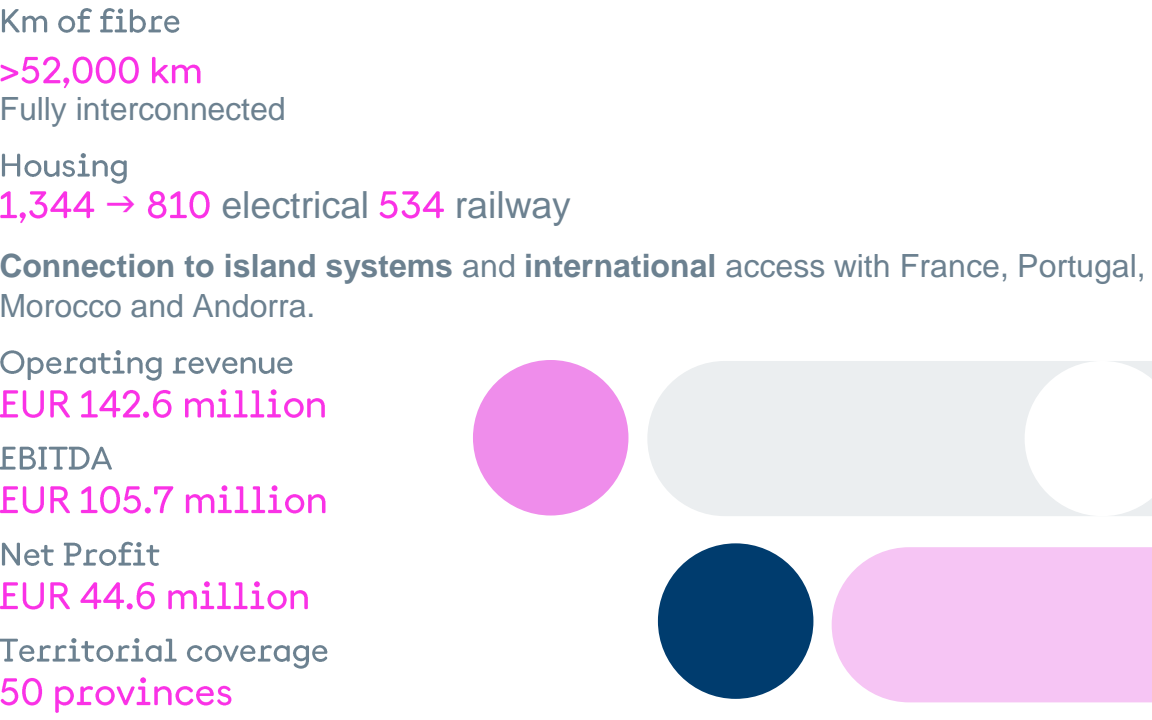 Km of fibre
>52,000 km
Fully interconnected
Housing
1,344 → 810 electrical 534 railway
Connection to island systems and international access with France, Portugal,
Morocco and Andorra.
Operating revenue
EUR 142.6 million
EBITDA
EUR 105.7 million
Net Profit
EUR 44.6 million
Territorial coverage
50 provinces